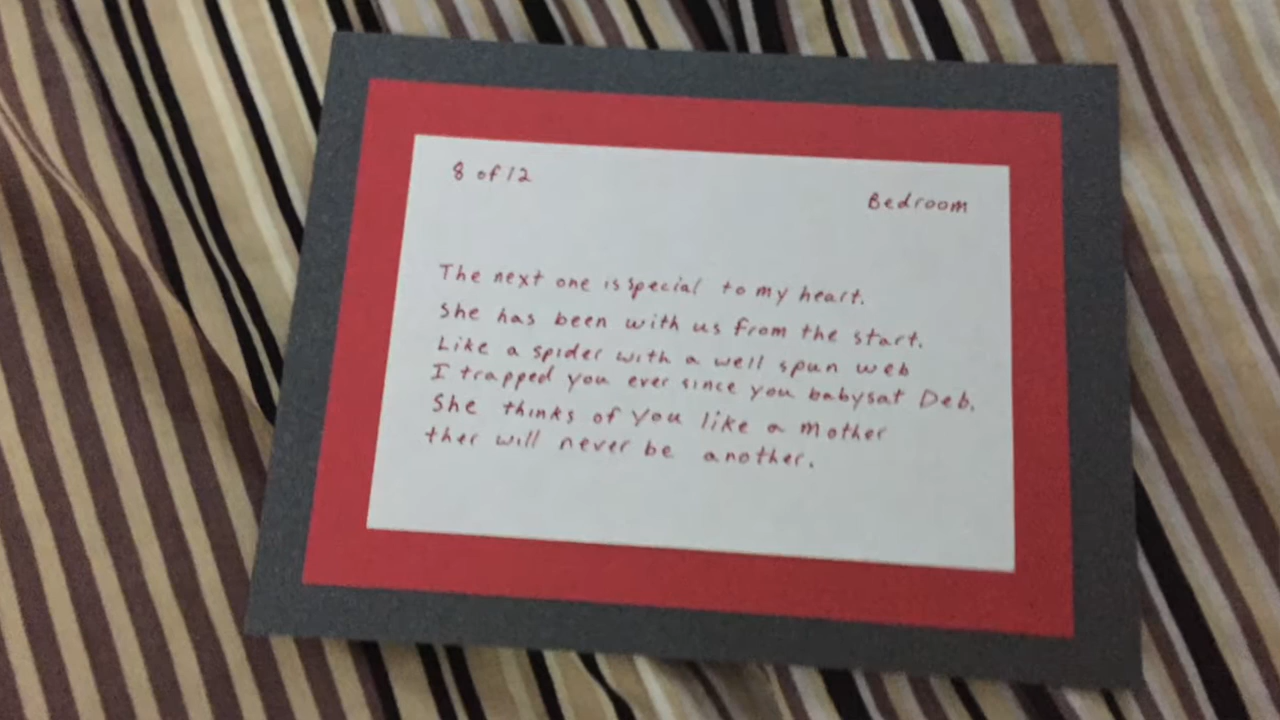 8 of 12
Bedroom
The next one is special to my heart.
She has been with us from the start.
Like a spider with a well spun web
I trapped you ever since you babysat Deb.
She thinks of you like a mother
ther will never be another.